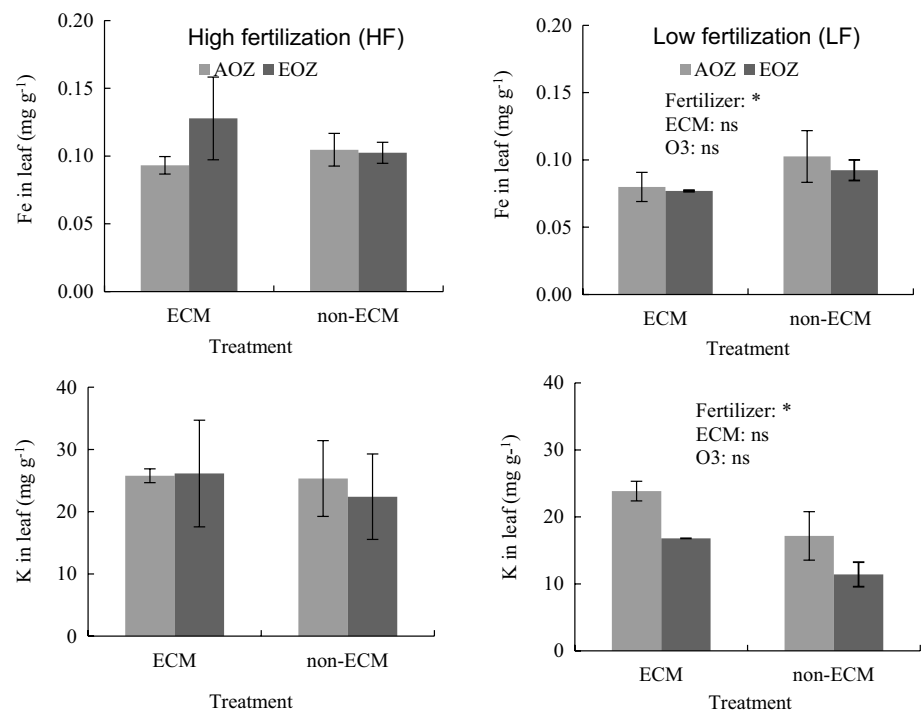 High fertilization (HF)
AOZ EOZ
Fe in leaf (mg g-1)
0.20
0.15
0.10
0.05
0.00
ECM non-ECM
Treatment
Low fertilization (LF)
AOZ EOZ
Fertilizer: *
ECM: ns
O3: ns
Fe in leaf (mg g-1)
0.20
0.15
0.10
0.05
0.00
ECM non-ECM
Treatment
K in leaf (mg g-1)
40
30
20
10
0
ECM non-ECM
Treatment
Fertilizer: *
ECM: ns
O3: ns
K in leaf (mg g-1)
40
30
20
10
0
ECM non-ECM
Treatment